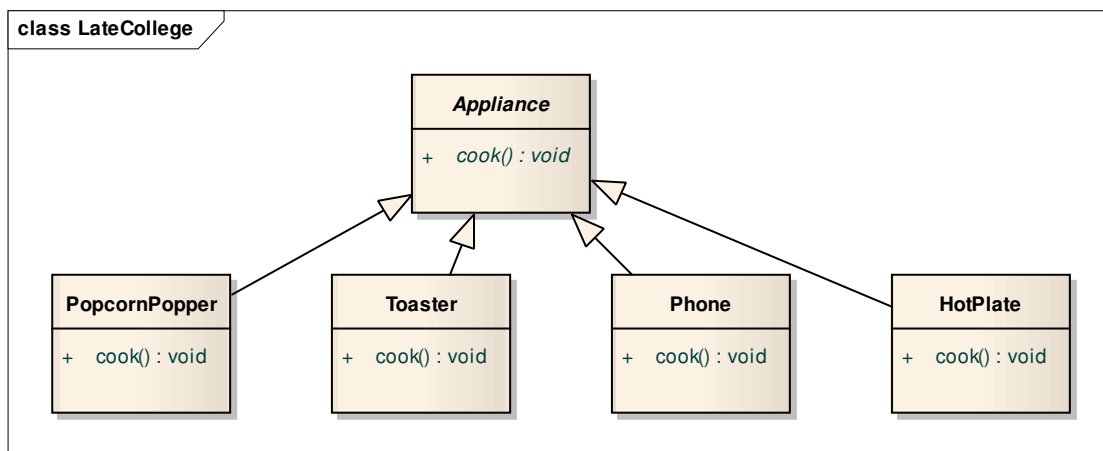 class LateCollege
Appliance
+ cook() : void
PopcornPopper
+ cook() : void
Toaster
+ cook() : void
Phone
+ cook() : void
HotPlate
+ cook() : void